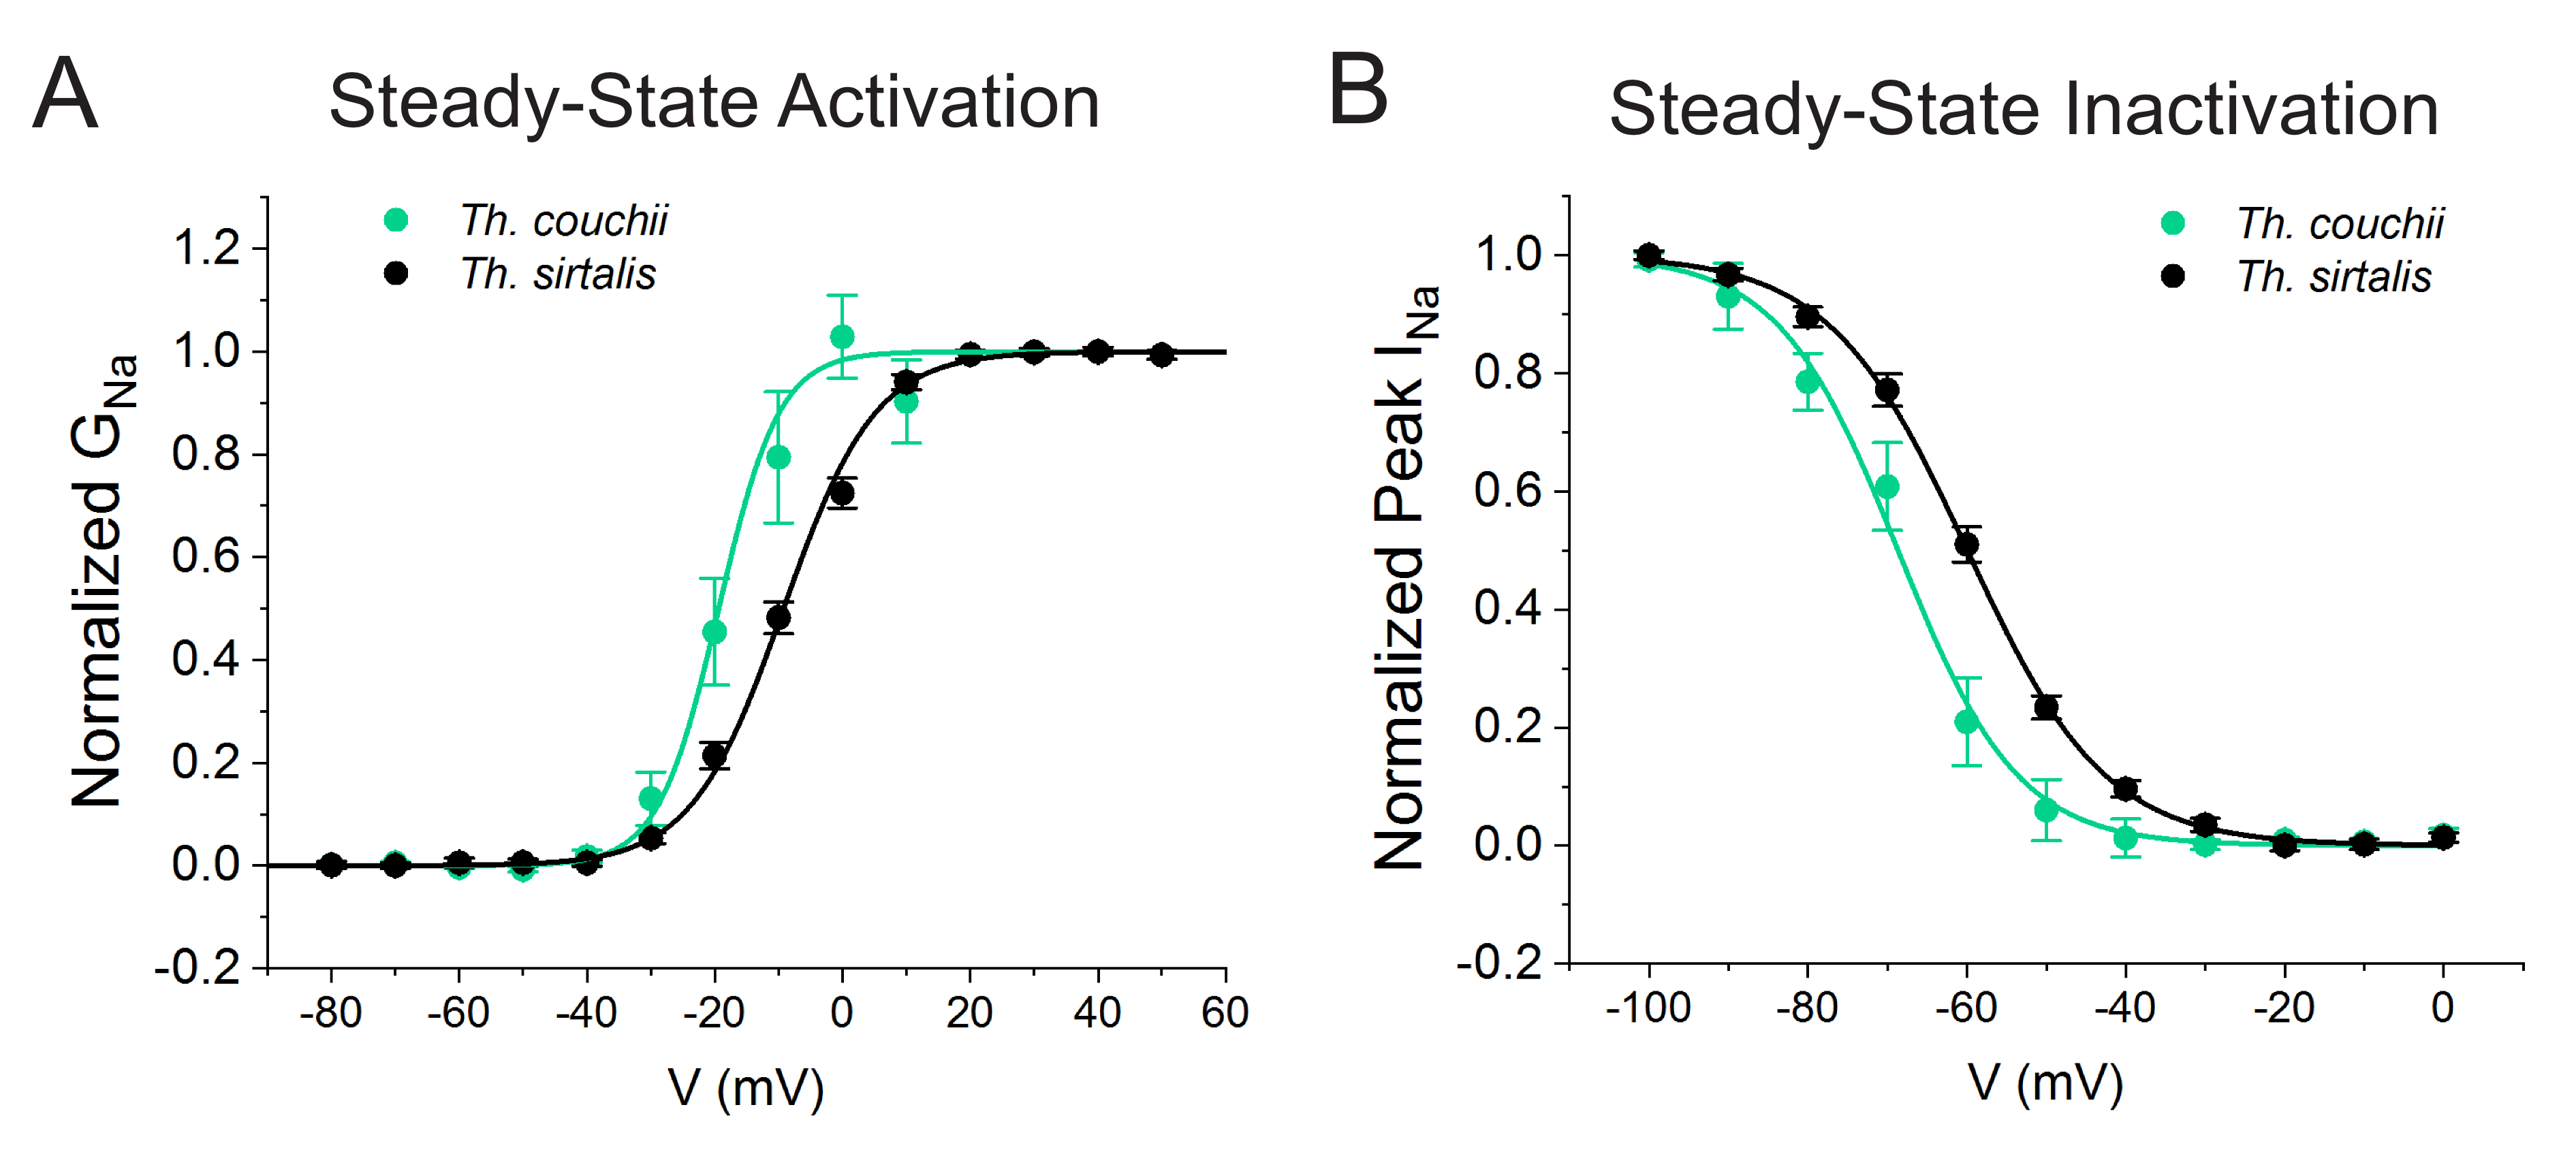 A
Steady-State Activation
Th. couchii
Th. sirtalis
Normalized G_Na
1.2
1.0
0.8
0.6
0.4
0.2
0.0
-0.2
-80 -60 -40 -20 0 20 40 60
V (mV)
B
Steady-State Inactivation
Th. couchii
Th. sirtalis
Normalized Peak I_Na
1.0
0.8
0.6
0.4
0.2
0.0
-0.2
-100 -80 -60 -40 -20 0
V (mV)